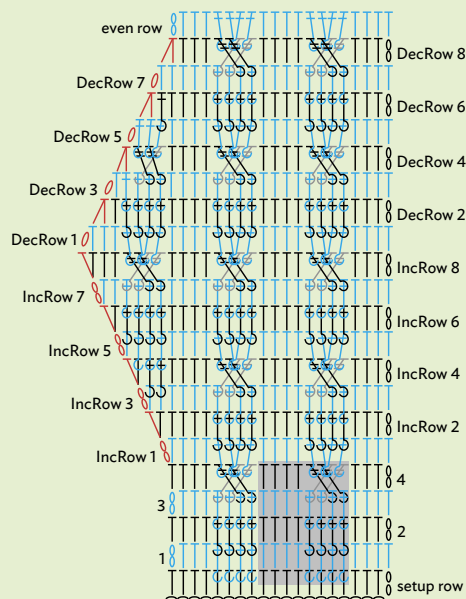 even row
DecRow 8
DecRow 7
DecRow 6
DecRow 5
DecRow 4
DecRow 3
DecRow 2
DecRow 1
IncRow 8
IncRow 7
IncRow 6
IncRow 5
IncRow 4
IncRow 3
IncRow 2
IncRow 1
4
3
2
1
setup row